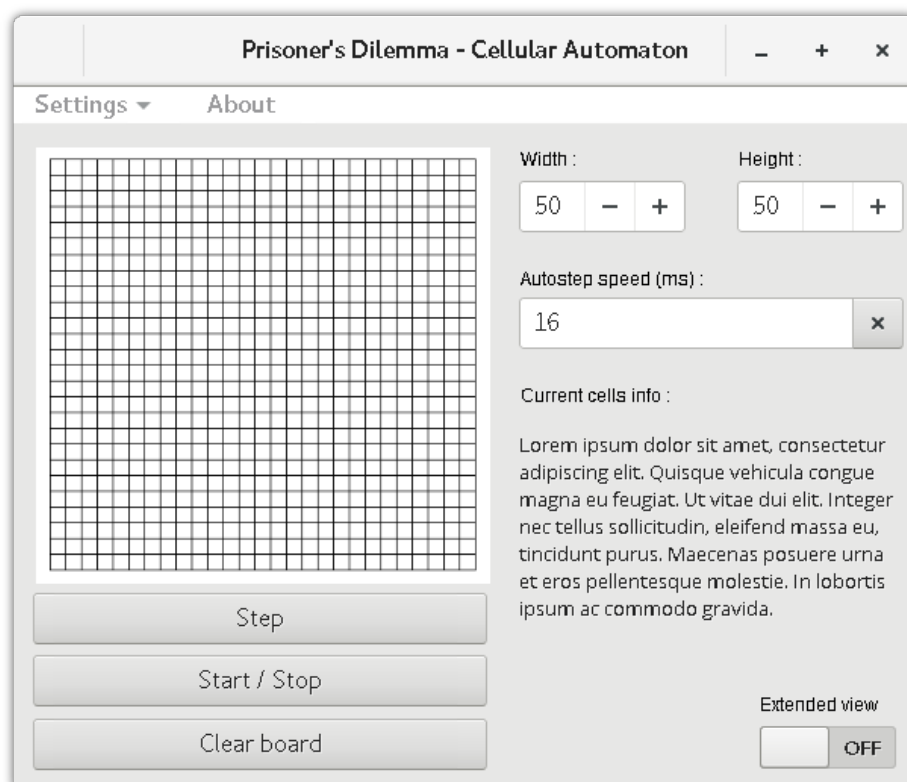 Prisoner's Dilemma - Cellular Automaton
Settings
About
Width :
Height :
50 − +
50 − +
Autostep speed (ms) :
16
Current cells info :
Lorem ipsum dolor sit amet, consectetur
adipiscing elit. Quisque vehicula congue
magna eu feugiat. Ut vitae dui elit. Integer
nec tellus sollicitudin, eleifend massa eu,
tincidunt purus. Maecenas posuere urna
et eros pellentesque molestie. In lobortis
ipsum ac commodo gravida.
Step
Start / Stop
Clear board
Extended view
OFF